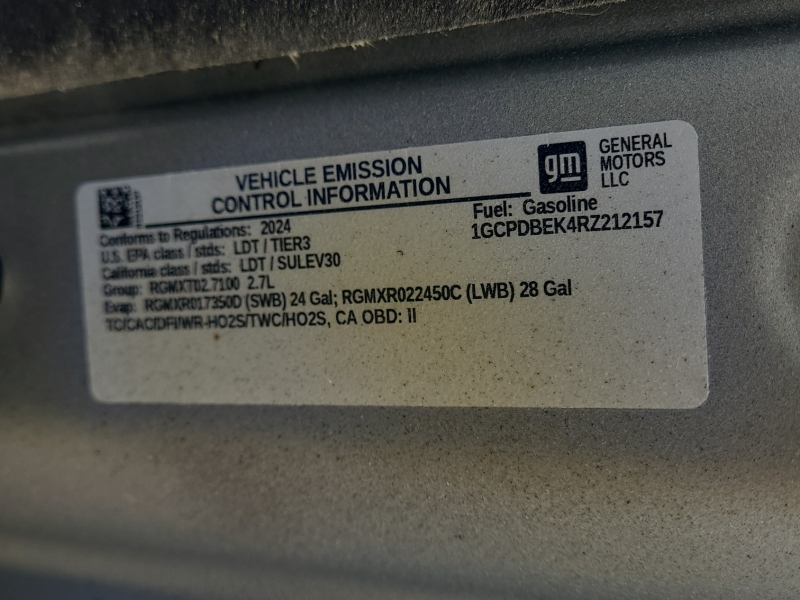 VEHICLE EMISSION
CONTROL INFORMATION
gm
GENERAL
MOTORS
LLC
Conforms to Regulations: 2024
U.S. EPA class / stds: LDT / TIER3
California class / stds: LDT / SULEV30
Group: RGMXT02.7100 2.7L
Evap: RGMXR017350D (SWB) 24 Gal; RGMXR022450C (LWB) 28 Gal
TC/CAC/DFI/WR-HO2S/TWC/HO2S, CA OBD: II
Fuel: Gasoline
1GCPDBEK4RZ212157